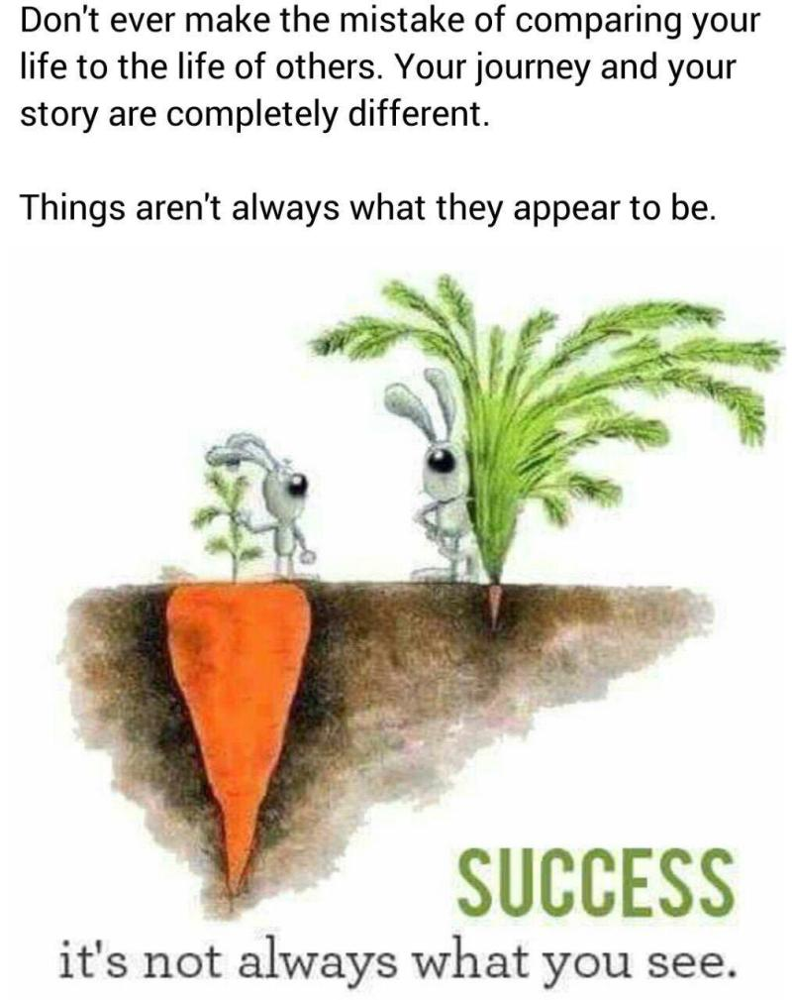 Don't ever make the mistake of comparing your
life to the life of others. Your journey and your
story are completely different.
Things aren't always what they appear to be.
SUCCESS
it's not always what you see.